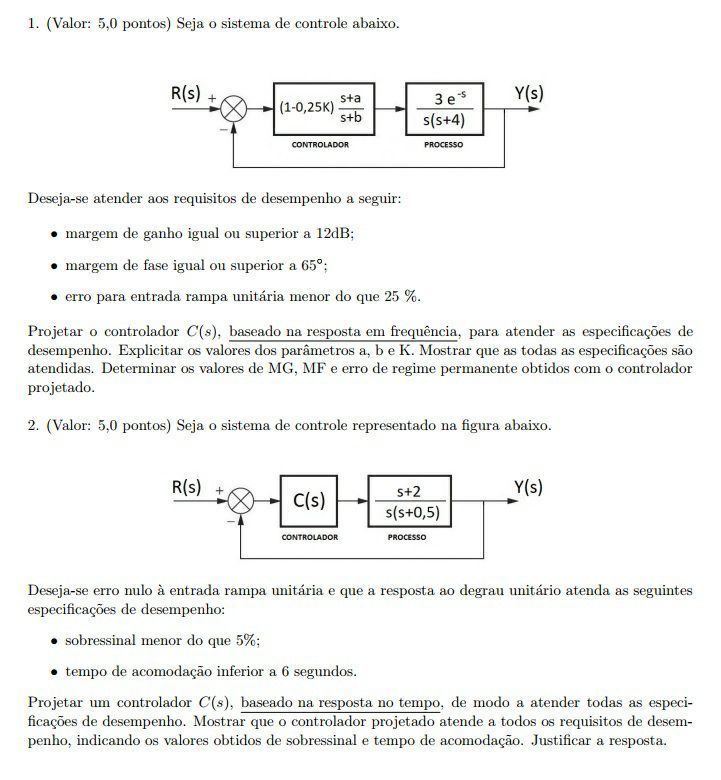 1. (Valor: 5,0 pontos) Seja o sistema de controle abaixo.
R(s) + (1-0,25K) s+a 3 e⁻ˢ Y(s)
s+b s(s+4)
−
CONTROLADOR PROCESSO
Deseja-se atender aos requisitos de desempenho a seguir:
• margem de ganho igual ou superior a 12dB;
• margem de fase igual ou superior a 65°;
• erro para entrada rampa unitária menor do que 25 %.
Projetar o controlador C(s), baseado na resposta em frequência, para atender as especificações de
desempenho. Explicitar os valores dos parâmetros a, b e K. Mostrar que as todas as especificações são
atendidas. Determinar os valores de MG, MF e erro de regime permanente obtidos com o controlador
projetado.
2. (Valor: 5,0 pontos) Seja o sistema de controle representado na figura abaixo.
R(s) + C(s) s+2 Y(s)
s(s+0,5)
−
CONTROLADOR PROCESSO
Deseja-se erro nulo à entrada rampa unitária e que a resposta ao degrau unitário atenda as seguintes
especificações de desempenho:
• sobressinal menor do que 5%;
• tempo de acomodação inferior a 6 segundos.
Projetar um controlador C(s), baseado na resposta no tempo, de modo a atender todas as especi-
ficações de desempenho. Mostrar que o controlador projetado atende a todos os requisitos de desem-
penho, indicando os valores obtidos de sobressinal e tempo de acomodação. Justificar a resposta.